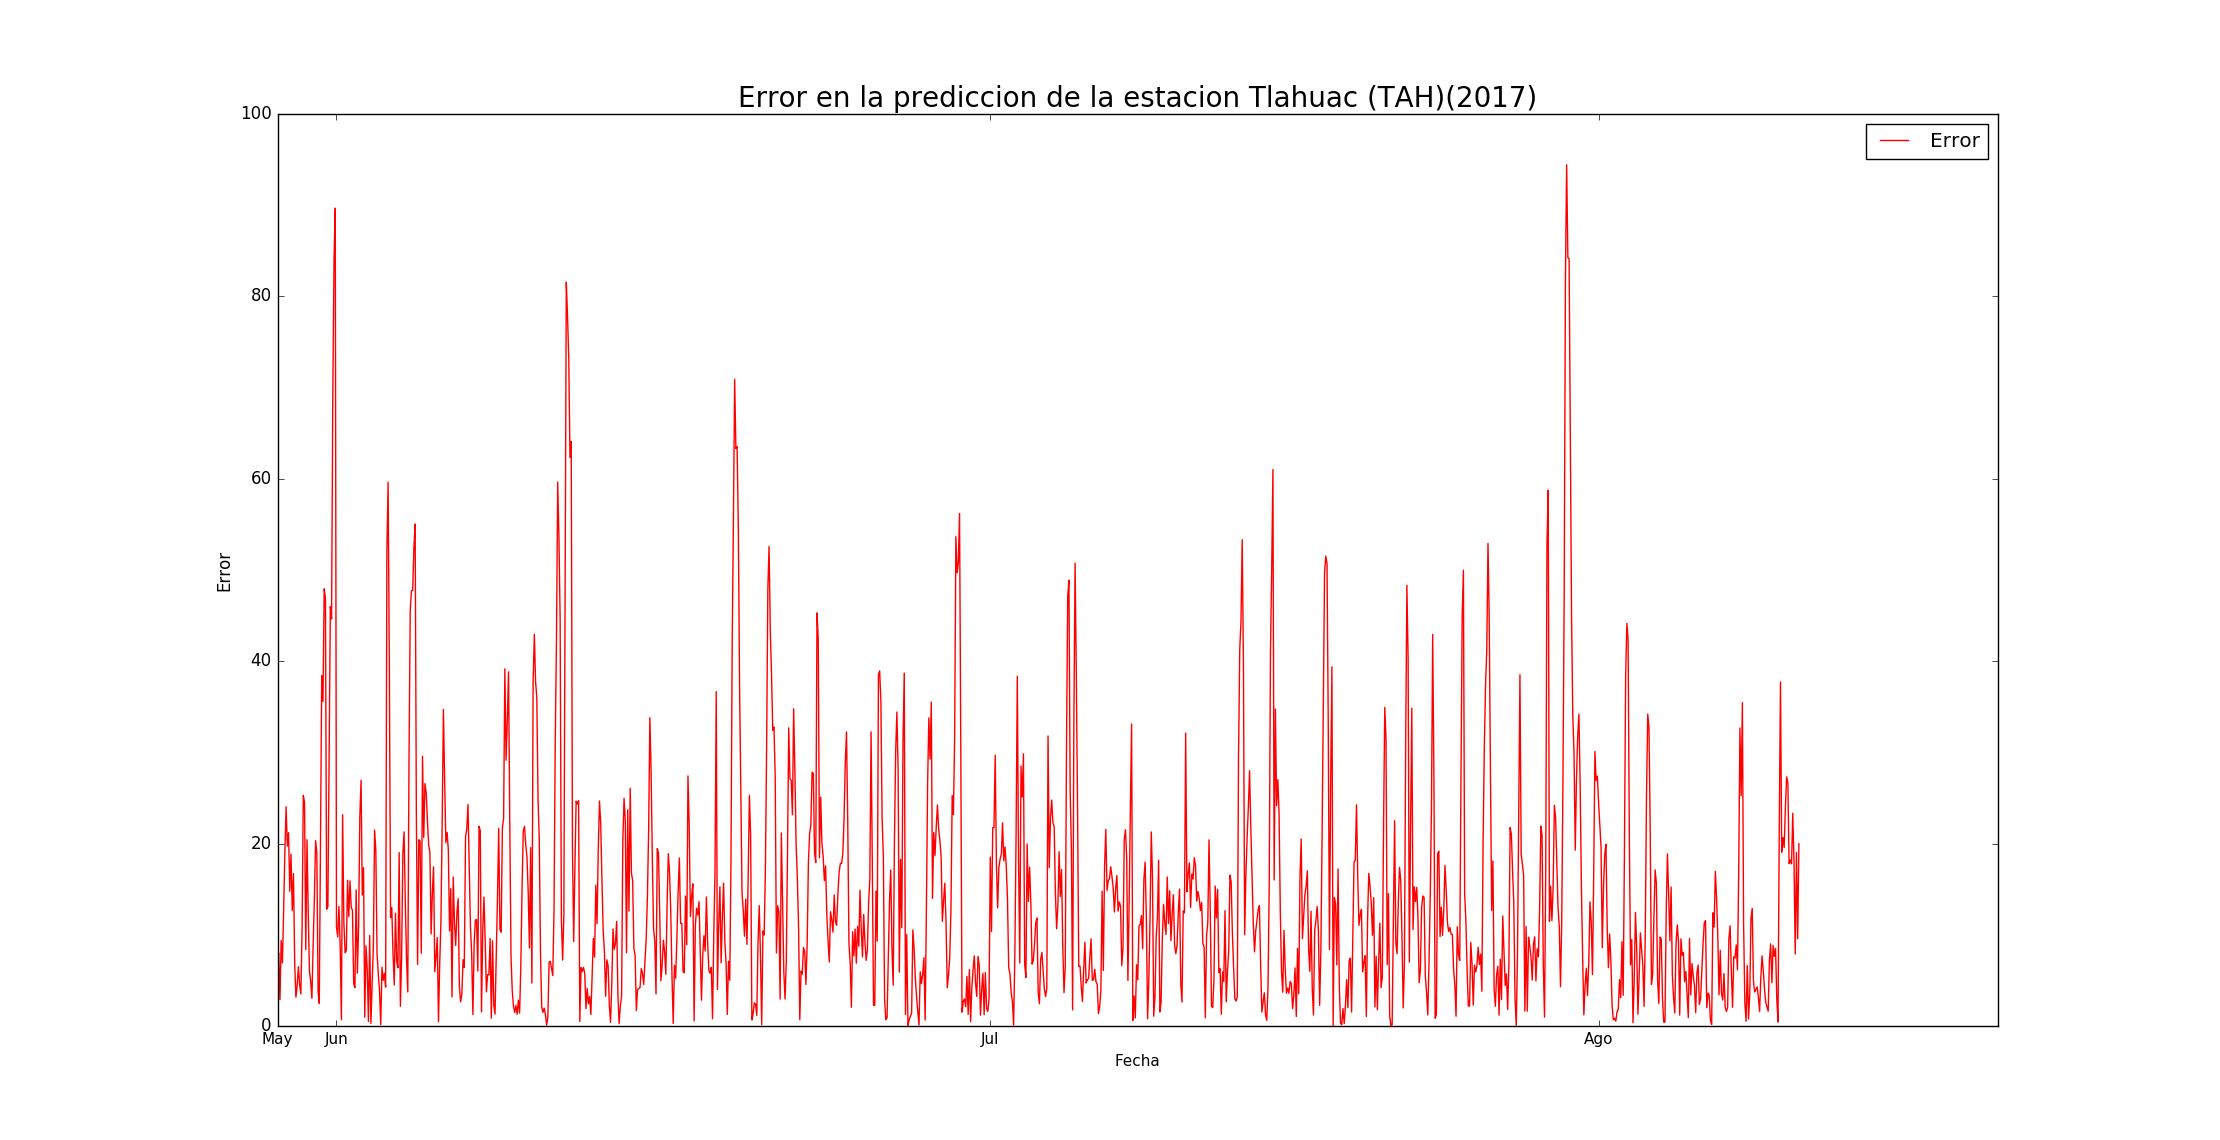 Error en la prediccion de la estacion Tlahuac (TAH)(2017)
Error
100
80
60
40
20
0
Error
May Jun Jul Ago
Fecha